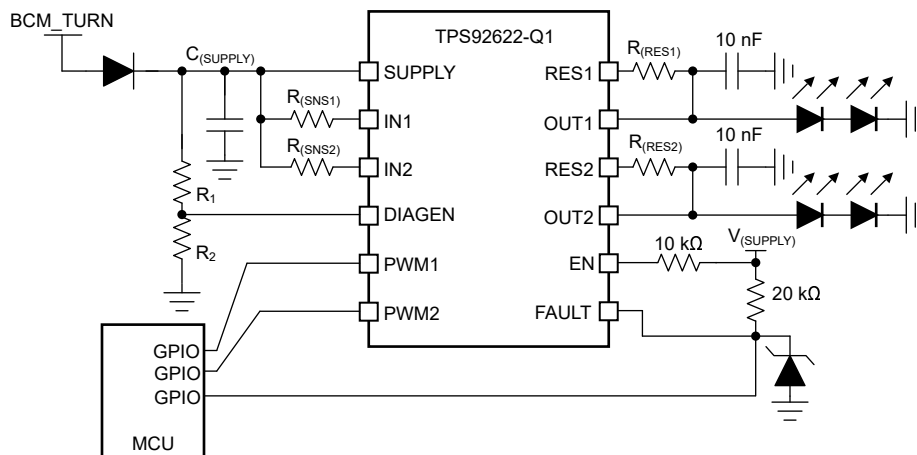 BCM_TURN
TPS92622-Q1
C(SUPPLY)
R(RES1)
10 nF
SUPPLY
RES1
R(SNS1)
IN1
OUT1
R(SNS2)
R(RES2)
10 nF
IN2
RES2
R1
DIAGEN
OUT2
R2
10 kΩ
V(SUPPLY)
PWM1
EN
20 kΩ
PWM2
FAULT
GPIO
GPIO
GPIO
MCU